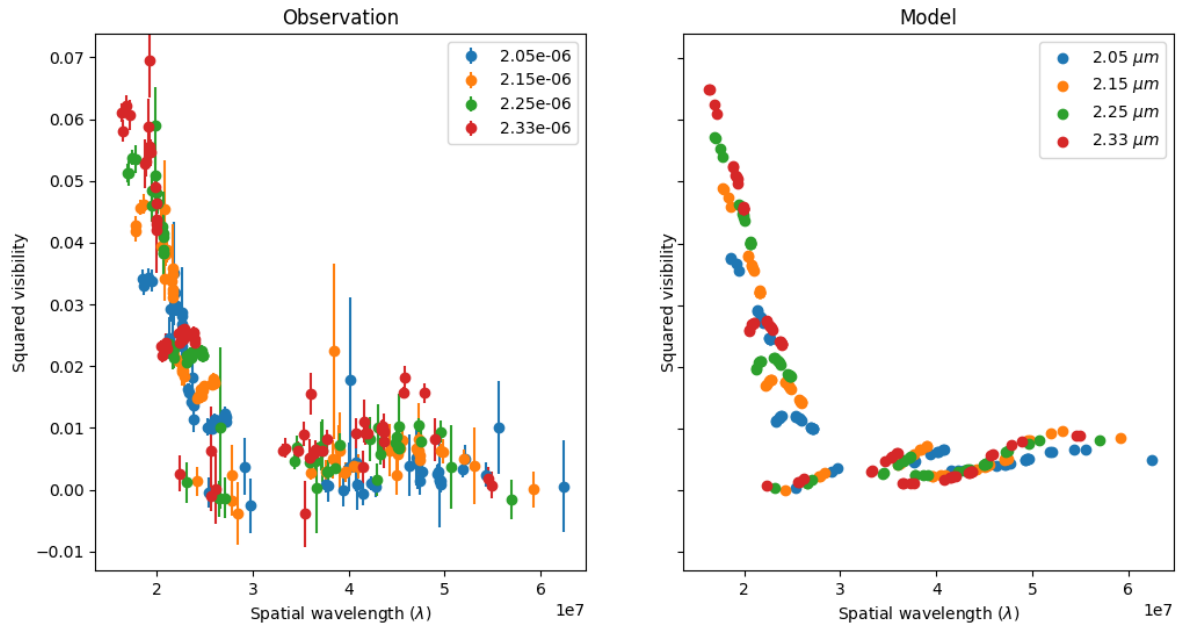 Observation
Squared visibility
0.07
0.06
0.05
0.04
0.03
0.02
0.01
0.00
−0.01
2.05e-06
2.15e-06
2.25e-06
2.33e-06
2 3 4 5 6
1e7
Spatial wavelength (λ)
Model
Squared visibility
2.05 μm
2.15 μm
2.25 μm
2.33 μm
2 3 4 5 6
1e7
Spatial wavelength (λ)